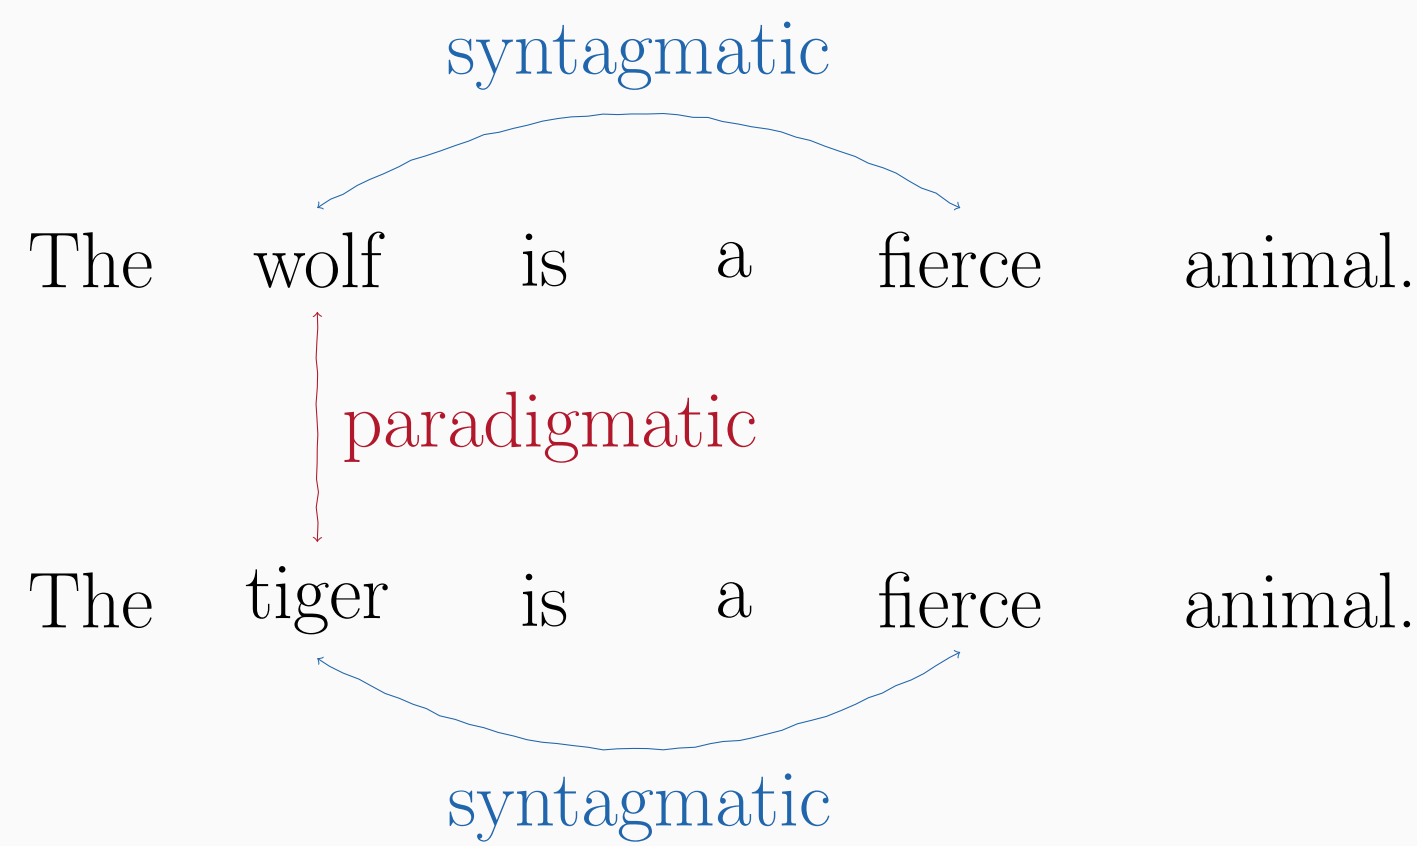 syntagmatic
The wolf is a fierce animal.
paradigmatic
The tiger is a fierce animal.
syntagmatic